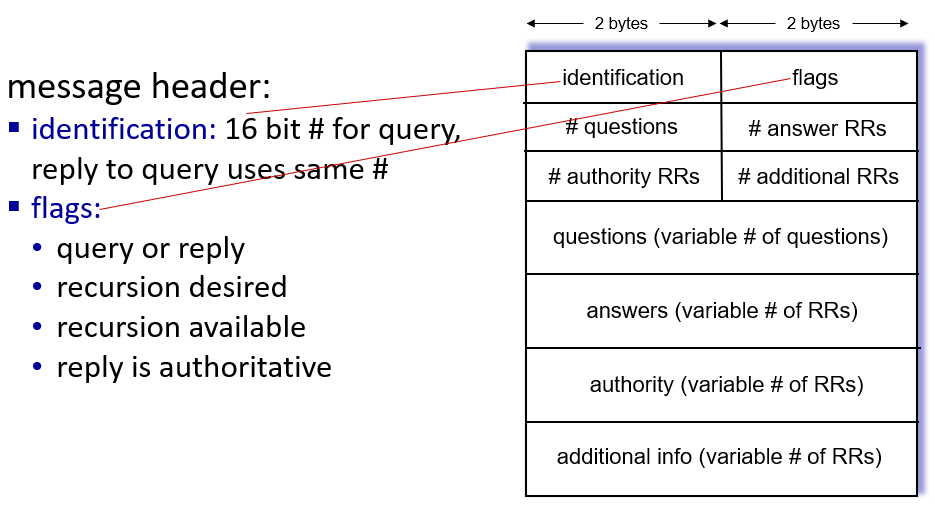 message header:
▪ identification: 16 bit # for query,
reply to query uses same #
▪ flags:
• query or reply
• recursion desired
• recursion available
• reply is authoritative
2 bytes 2 bytes
identification flags
# questions # answer RRs
# authority RRs # additional RRs
questions (variable # of questions)
answers (variable # of RRs)
authority (variable # of RRs)
additional info (variable # of RRs)